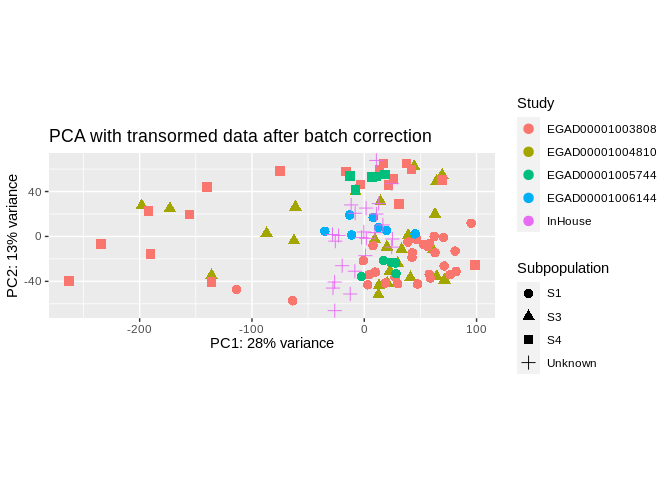 PCA with transormed data after batch correction
PC2: 13% variance
40
0
-40
-200
-100
0
100
PC1: 28% variance
Study
EGAD00001003808
EGAD00001004810
EGAD00001005744
EGAD00001006144
InHouse
Subpopulation
S1
S3
S4
Unknown